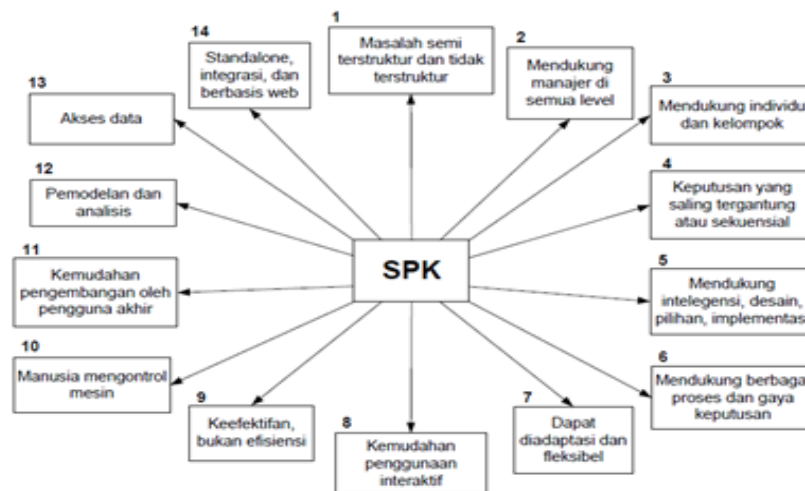 1
Masalah semi
terstruktur dan tidak
terstruktur
2
Mendukung
manajer di
semua level
3
Mendukung individu
dan kelompok
4
Keputusan yang
saling tergantung
atau sekuensial
5
Mendukung
intelegensi, desain,
pilihan, implementas
6
Mendukung berbaga
proses dan gaya
keputusan
7
Dapat
diadaptasi dan
fleksibel
8
Kemudahan
penggunaan
interaktif
9
Keefektifan,
bukan efisiensi
10
Manusia mengontrol
mesin
11
Kemudahan
pengembangan oleh
pengguna akhir
12
Pemodelan dan
analisis
13
Akses data
14
Standalone,
integrasi, dan
berbasis web
SPK